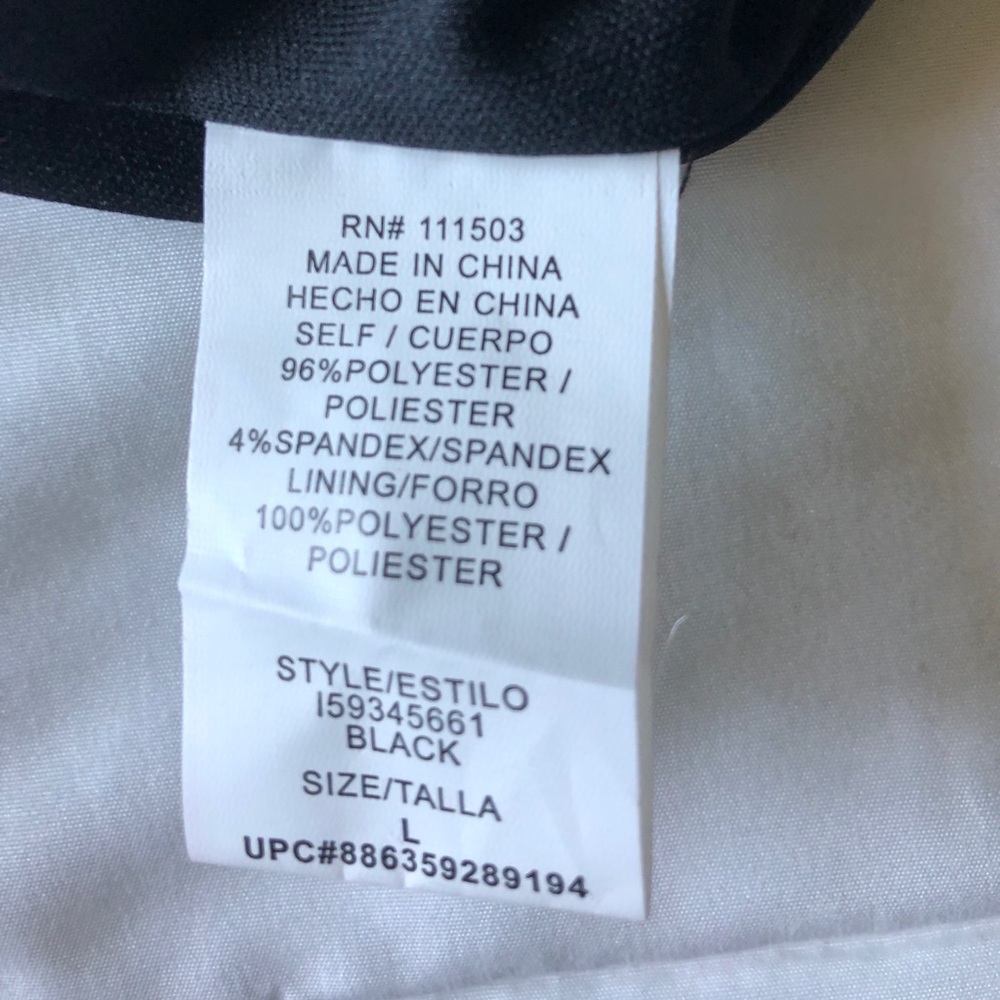 RN# 111503
MADE IN CHINA
HECHO EN CHINA
SELF / CUERPO
96%POLYESTER /
POLIESTER
4%SPANDEX/SPANDEX
LINING/FORRO
100%POLYESTER /
POLIESTER
STYLE/ESTILO
I59345661
BLACK
SIZE/TALLA
L
UPC#886359289194